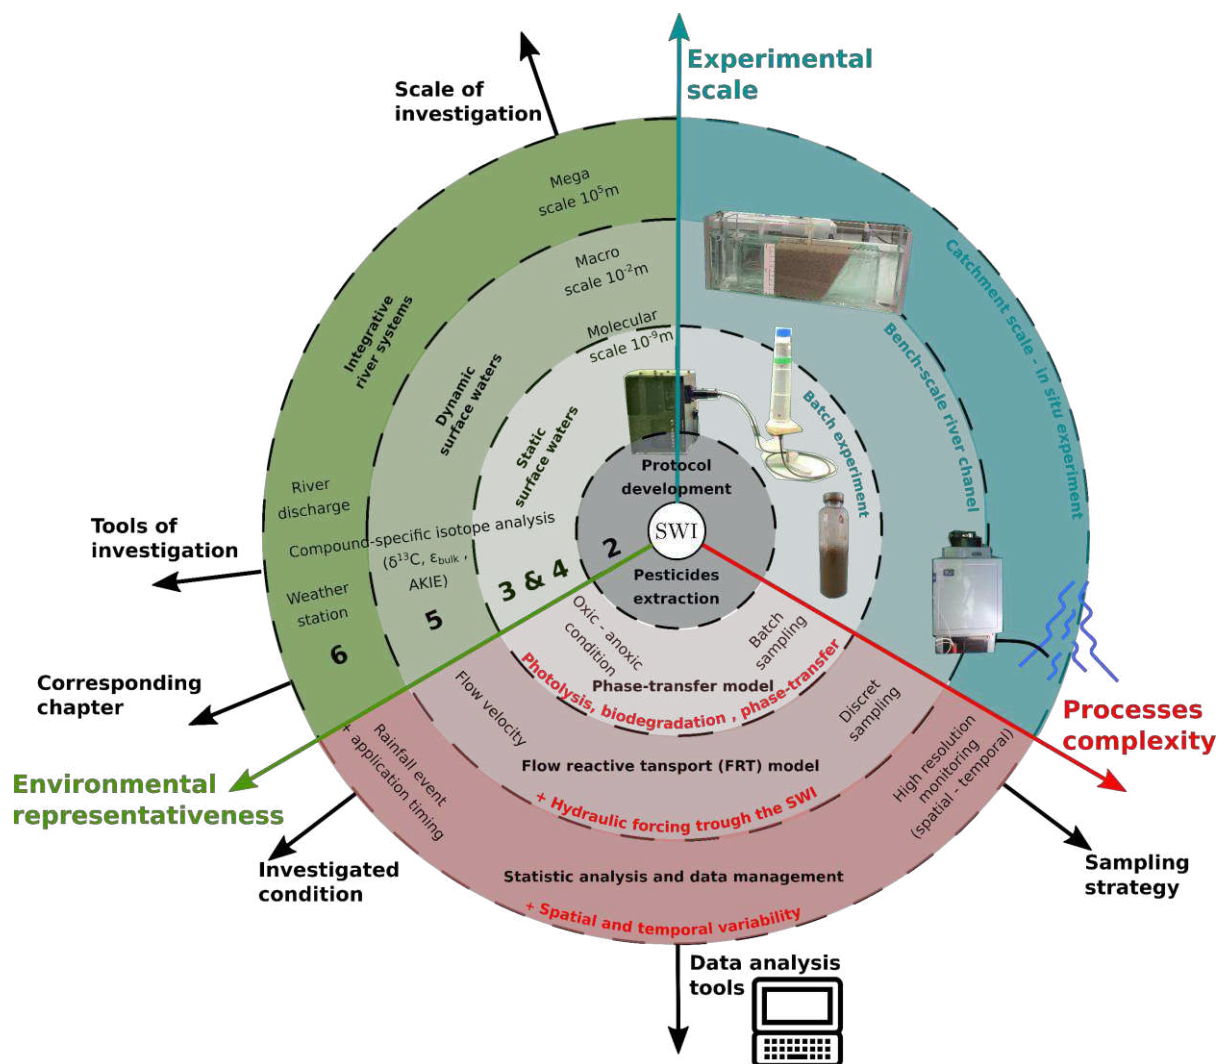 Experimental
scale
Scale of
investigation
Mega
scale 10⁵m
Macro
scale 10⁻²m
Molecular
scale 10⁻⁹m
Integrative
river systems
Dynamic
surface waters
Static
surface waters
Catchment scale - in situ experiment
Bench-scale river chanel
Batch experiment
Protocol
development
SWI
Pesticides
extraction
River
discharge
Tools of
investigation
Compound-specific isotope analysis
(δ¹³C, εbulk ,
AKIE)
Weather
station
2
3 & 4
5
6
Corresponding
chapter
Environmental
representativeness
Processes
complexity
Oxic - anoxic
condition
Batch
sampling
Phase-transfer model
Photolysis, biodegradation , phase-transfer
Flow velocity
Discret
sampling
Flow reactive tansport (FRT) model
+ Hydraulic forcing trough the SWI
Rainfall event
+ application timing
High resolution
monitoring
(spatial - temporal)
Statistic analysis and data management
+ Spatial and temporal variability
Investigated
condition
Sampling
strategy
Data analysis
tools